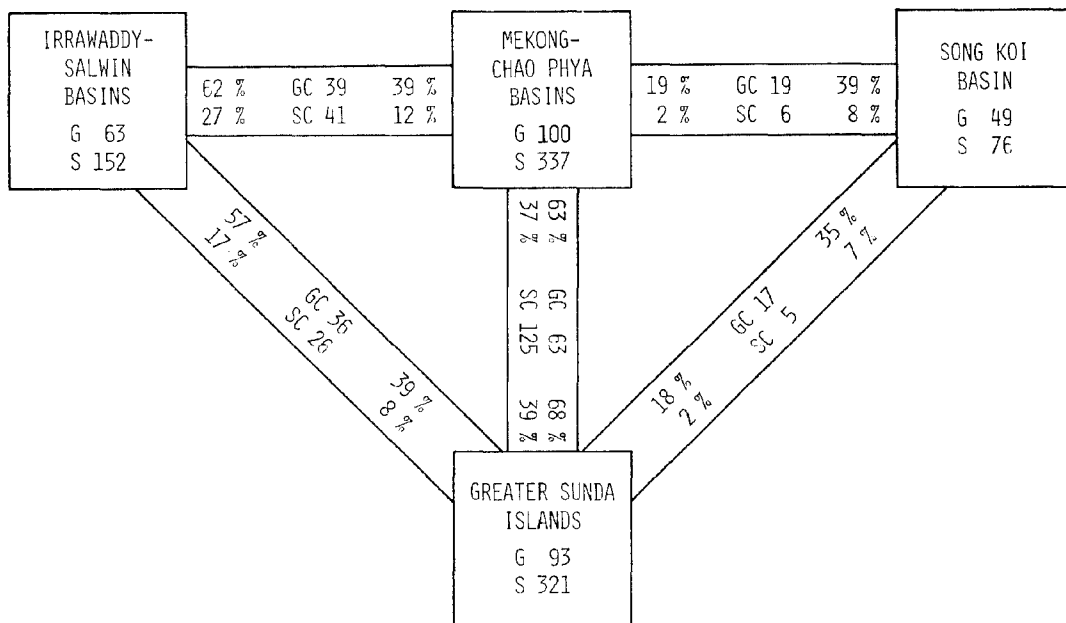 IRRAWADDY-
SALWIN
BASINS
G 63
S 152
62 % GC 39 39 %
27 % SC 41 12 %
MEKONG-
CHAO PHYA
BASINS
G 100
S 337
19 % GC 19 39 %
2 % SC 6 8 %
SONG KOI
BASIN
G 49
S 76
57 % GC 36 39 %
17 % SC 26 8 %
63 % GC 63 68 %
37 % SC 125 39 %
18 % GC 17 35 %
2 % SC 5 7 %
GREATER SUNDA
ISLANDS
G 93
S 321